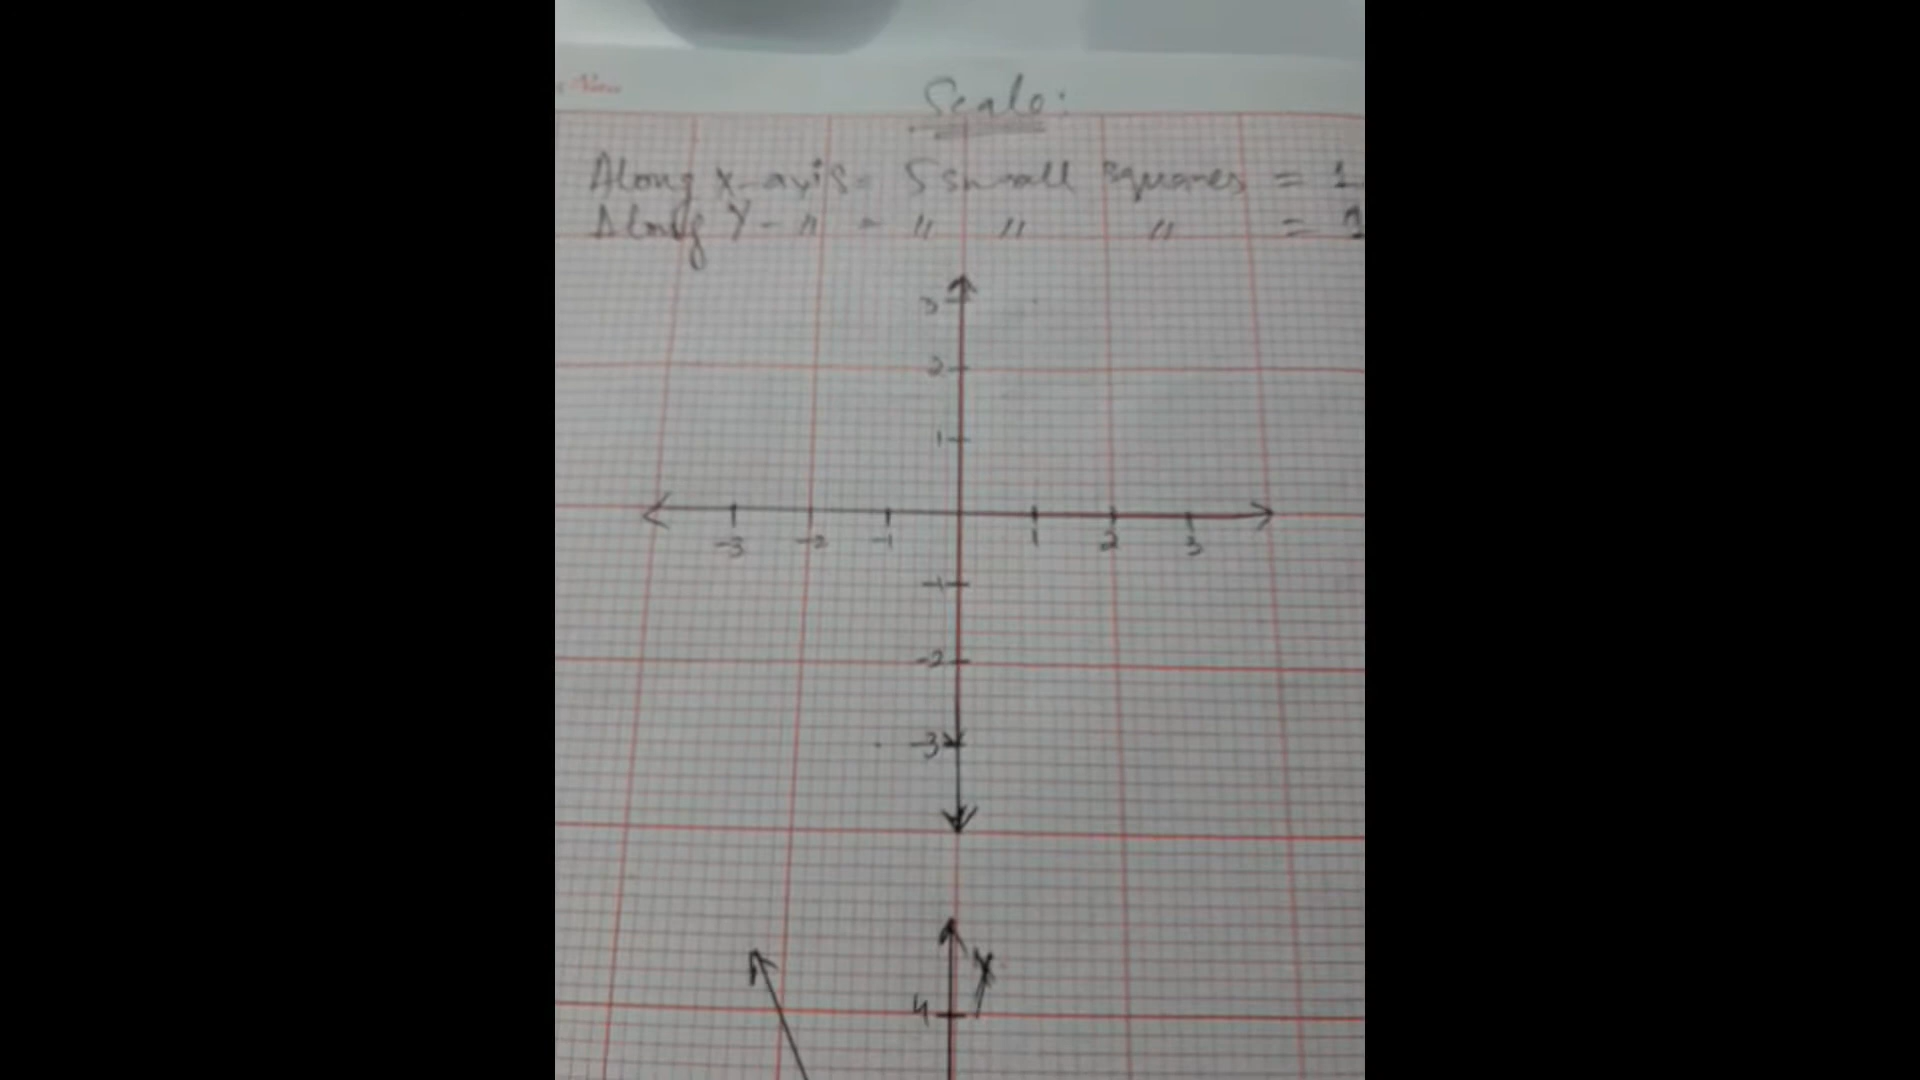 Scale:
Along X-axis = 5 small squares = 1
Along Y- " = " " " = 1
3
2
1
-3 -2 -1 1 2 3
-1
-2
-3
Y
4